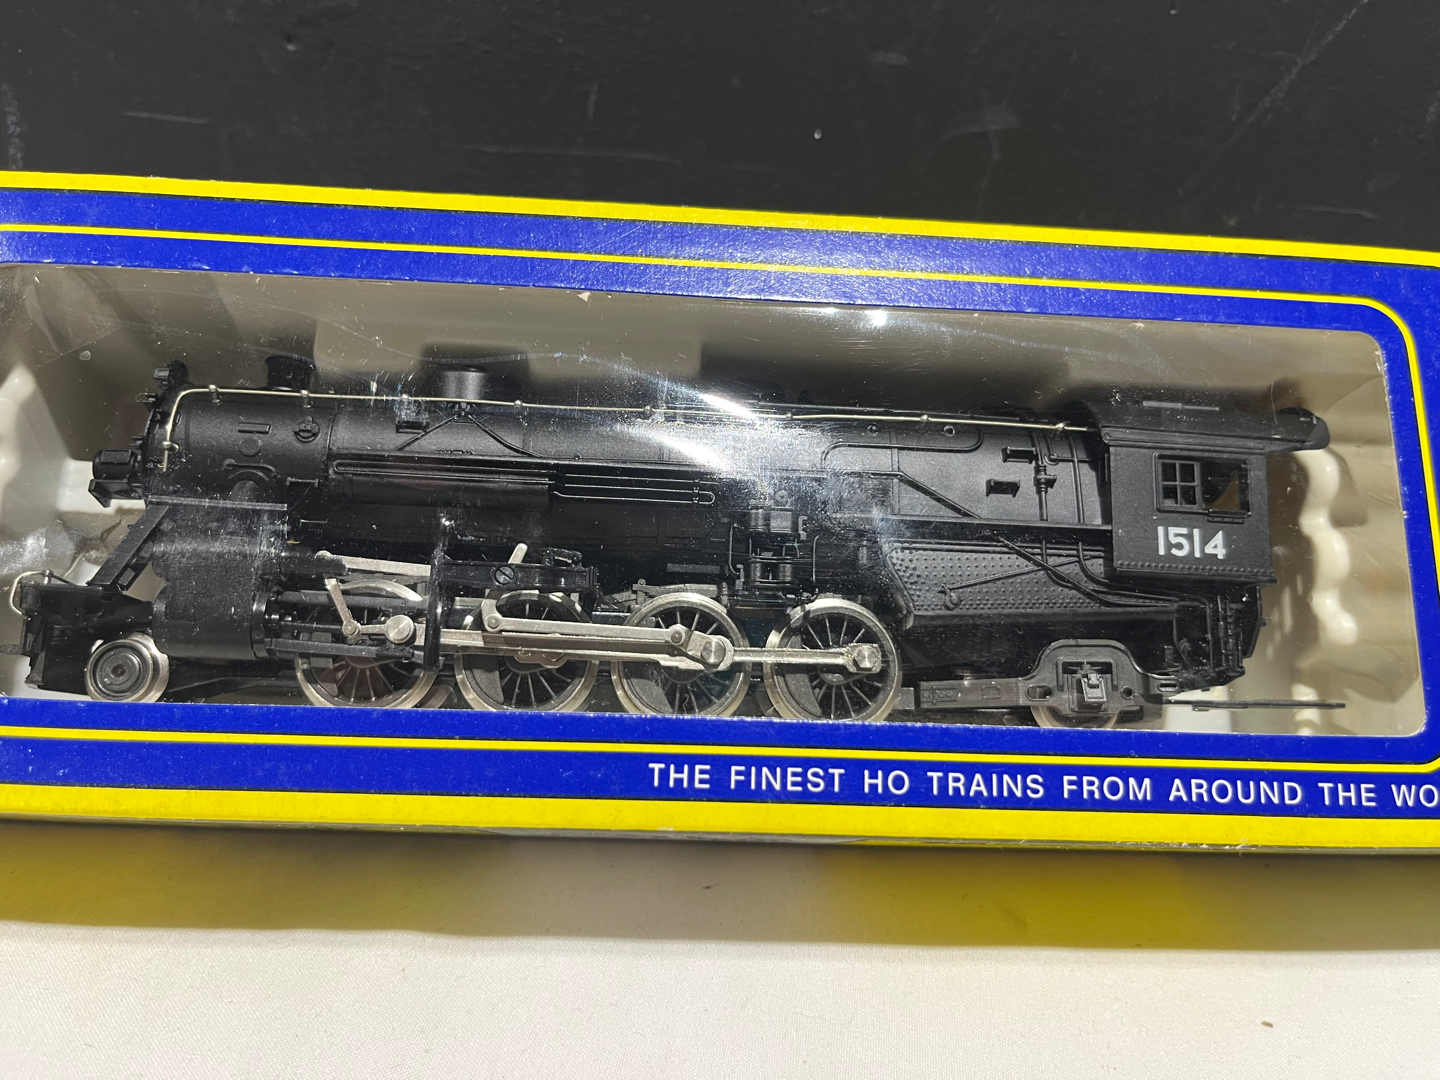 1514
THE FINEST HO TRAINS FROM AROUND THE WO